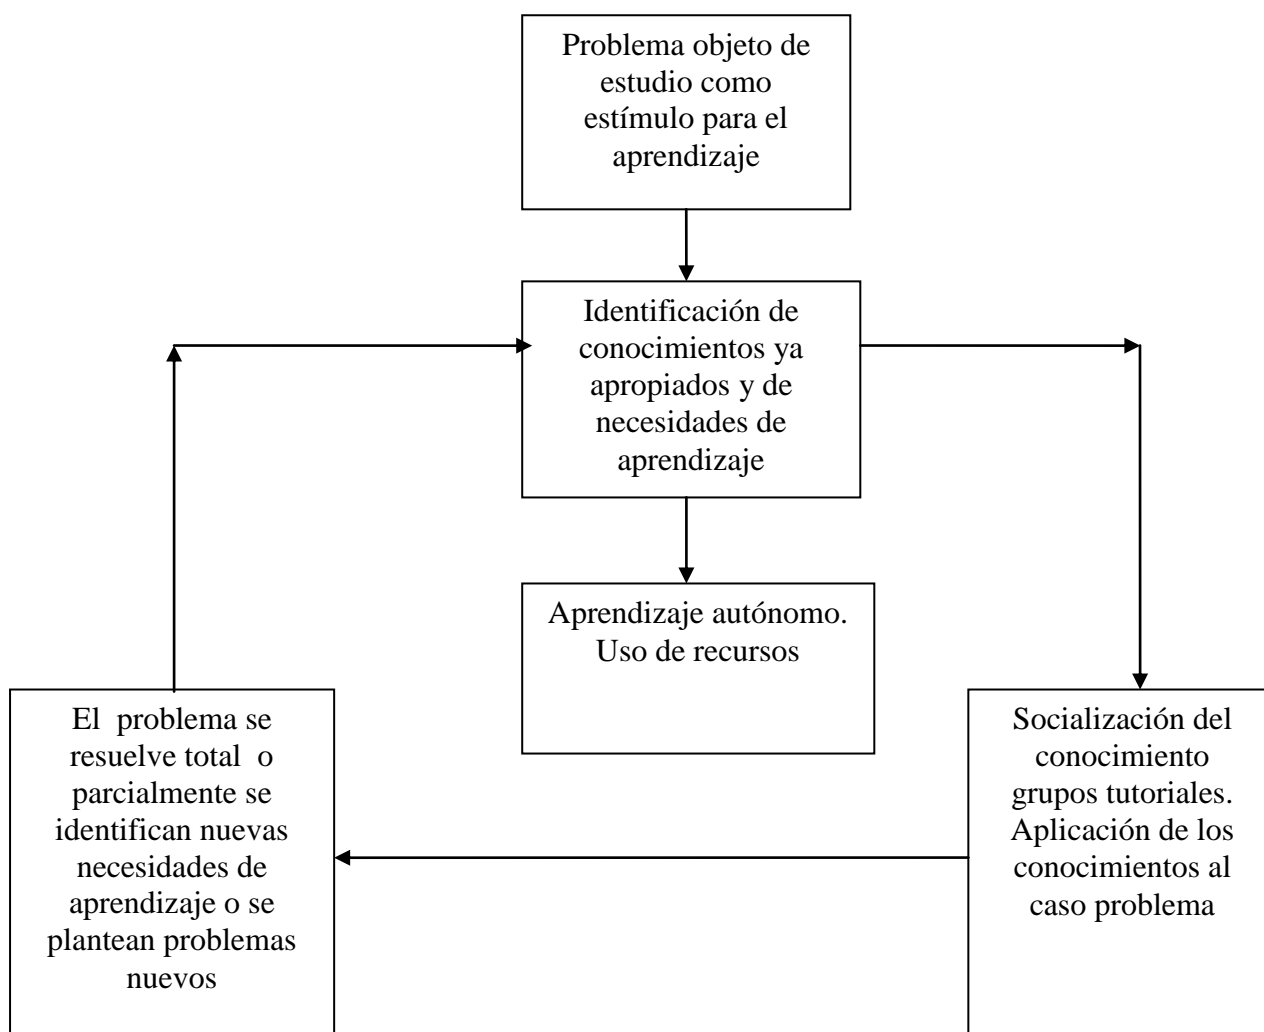 Problema objeto de
estudio como
estímulo para el
aprendizaje
Identificación de
conocimientos ya
apropiados y de
necesidades de
aprendizaje
Aprendizaje autónomo.
Uso de recursos
El problema se
resuelve total o
parcialmente se
identifican nuevas
necesidades de
aprendizaje o se
plantean problemas
nuevos
Socialización del
conocimiento
grupos tutoriales.
Aplicación de los
conocimientos al
caso problema